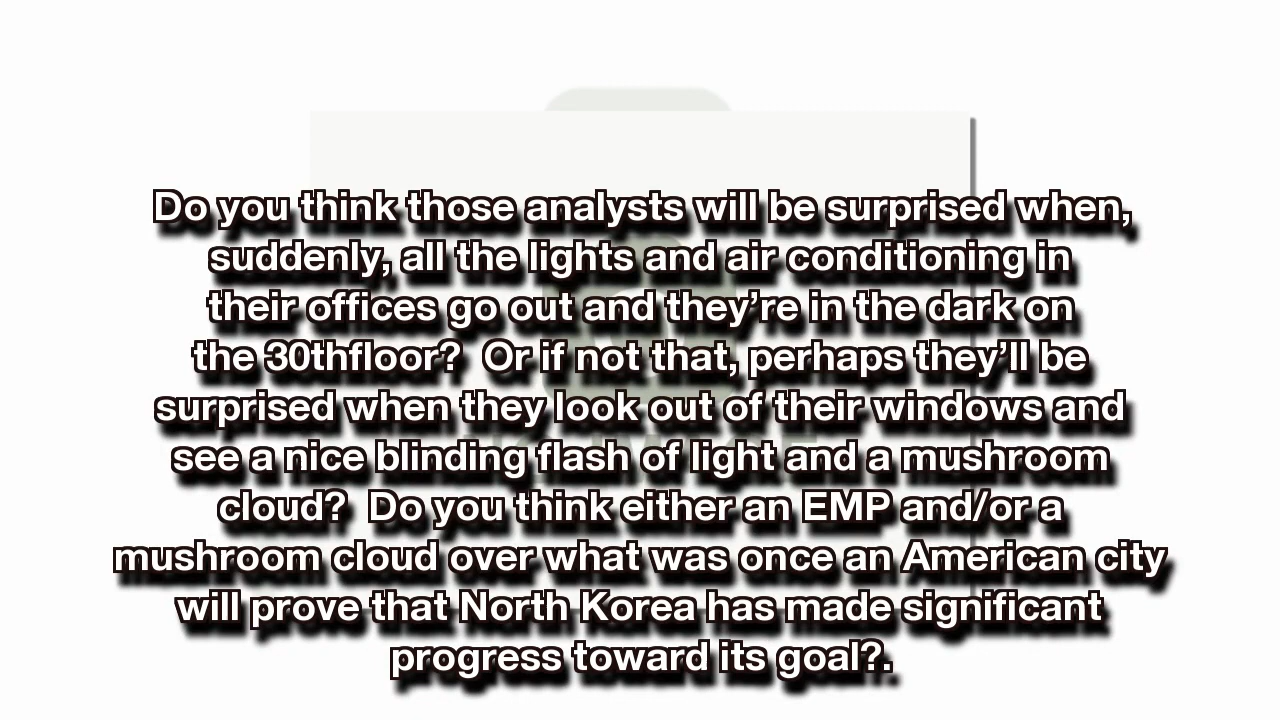 Do you think those analysts will be surprised when,
suddenly, all the lights and air conditioning in
their offices go out and they’re in the dark on
the 30thfloor?  Or if not that, perhaps they’ll be
surprised when they look out of their windows and
see a nice blinding flash of light and a mushroom
cloud?  Do you think either an EMP and/or a
mushroom cloud over what was once an American city
will prove that North Korea has made significant
progress toward its goal?.